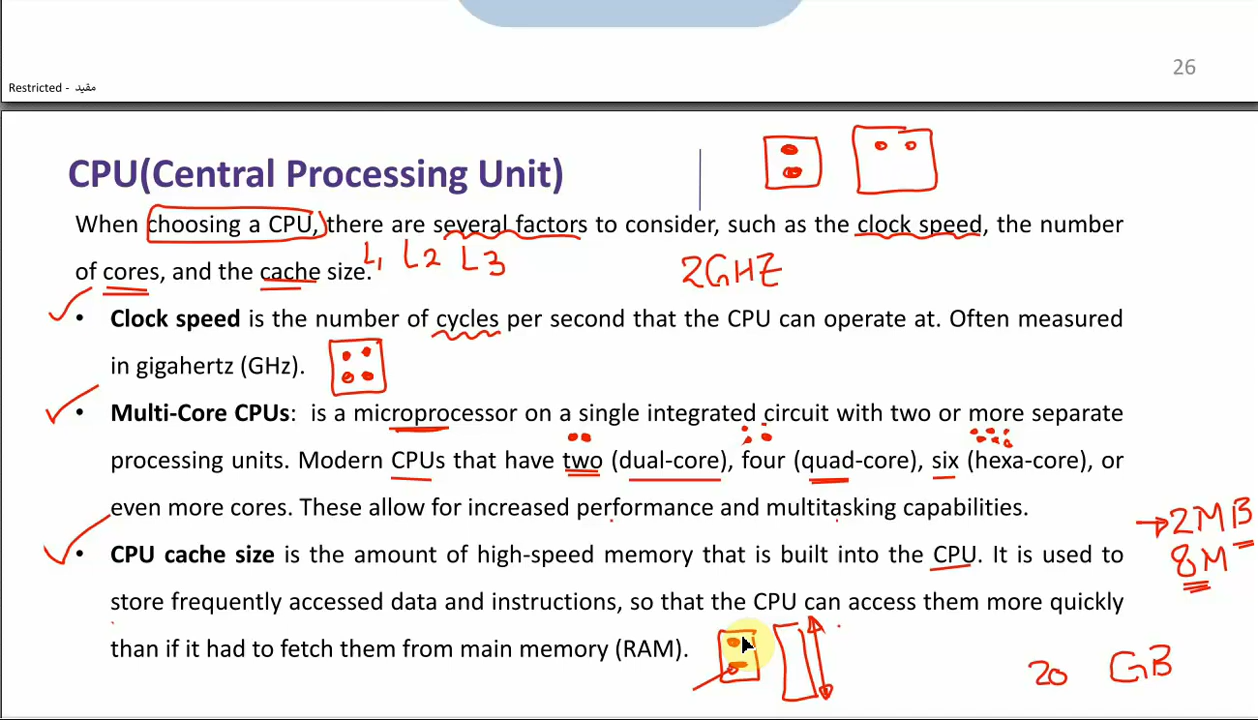 26
Restricted - مقيد
CPU(Central Processing Unit)
When choosing a CPU, there are several factors to consider, such as the clock speed, the number
of cores, and the cache size.
L1 L2 L3
2GHZ
• Clock speed is the number of cycles per second that the CPU can operate at. Often measured
in gigahertz (GHz).
• Multi-Core CPUs: is a microprocessor on a single integrated circuit with two or more separate
processing units. Modern CPUs that have two (dual-core), four (quad-core), six (hexa-core), or
even more cores. These allow for increased performance and multitasking capabilities.
2MB
• CPU cache size is the amount of high-speed memory that is built into the CPU. It is used to
8M
store frequently accessed data and instructions, so that the CPU can access them more quickly
than if it had to fetch them from main memory (RAM).
20 GB